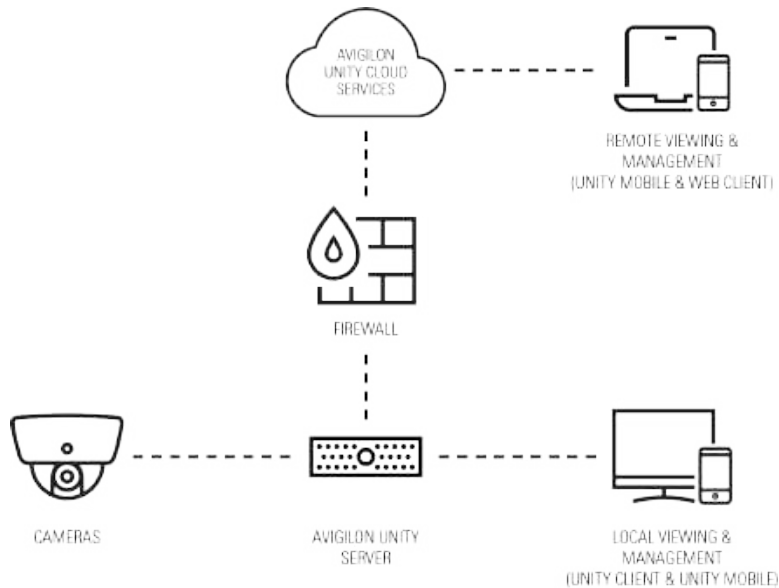 AVIGILON
UNITY CLOUD
SERVICES
REMOTE VIEWING &
MANAGEMENT
(UNITY MOBILE & WEB CLIENT)
FIREWALL
CAMERAS
AVIGILON UNITY
SERVER
LOCAL VIEWING &
MANAGEMENT
(UNITY CLIENT & UNITY MOBILE)